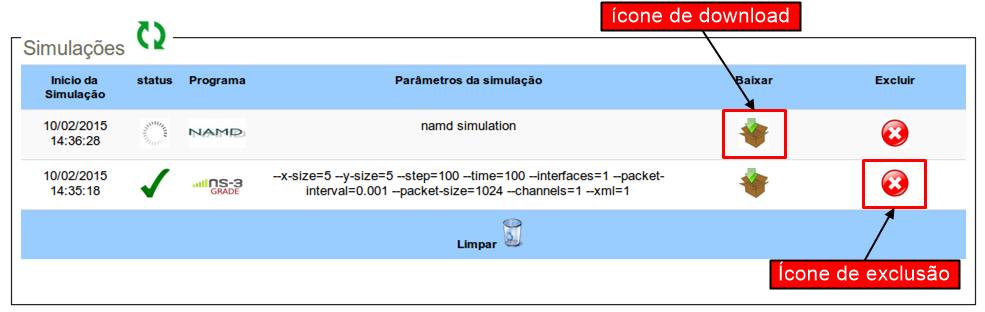 ícone de download
Simulações
Inicio da
Simulação
status
Programa
Parâmetros da simulação
Baixar
Excluir
10/02/2015
14:36:28
NAMD
namd simulation
10/02/2015
14:35:18
NS-3
GRADE
--x-size=5 --y-size=5 --step=100 --time=100 --interfaces=1 --packet-
interval=0.001 --packet-size=1024 --channels=1 --xml=1
Limpar
Ícone de exclusão